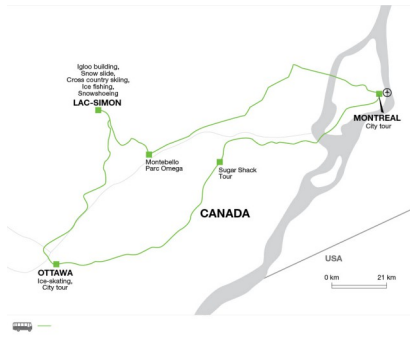 Igloo building,
Snow slide,
Cross country skiing,
Ice fishing,
Snowshoeing
LAC-SIMON
MONTREAL
City tour
Montebello
Parc Omega
Sugar Shack
Tour
CANADA
OTTAWA
Ice-skating,
City tour
USA
0 km 21 km